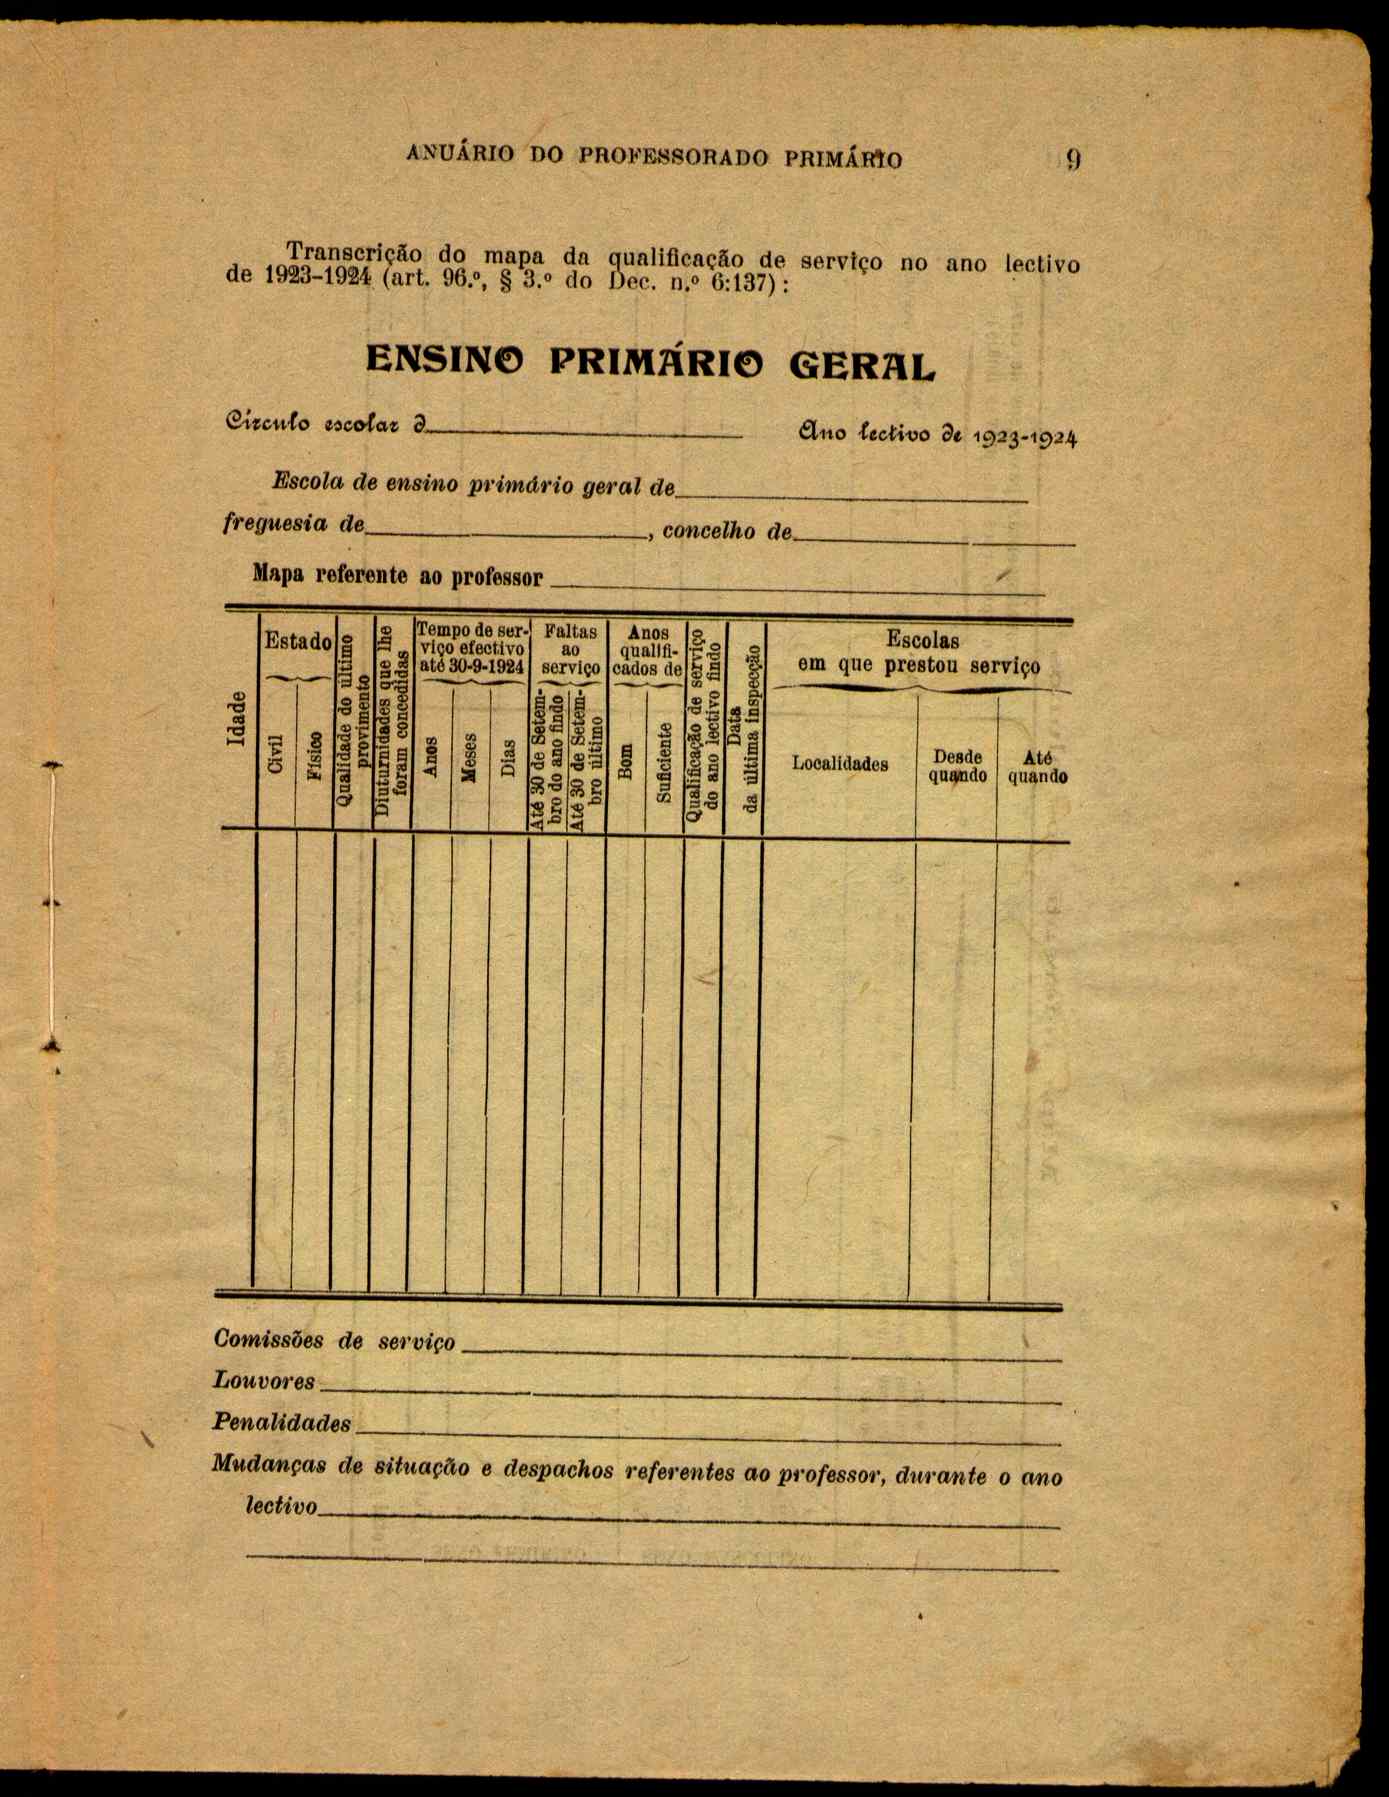 ANUÁRIO DO PROFESSORADO PRIMÁRIO 9
Transcrição do mapa da qualificação de serviço no ano lectivo
de 1923-1924 (art. 96.º, § 3.º do Dec. n.º 6:137):
ENSINO PRIMÁRIO GERAL
Círculo escolar d
Ano lectivo de 1923-1924
Escola de ensino primário geral de
freguesia de , concelho de
Mapa referente ao professor
Idade
Estado
Civil
Físico
Qualidade do último
provimento
Diuturnidades que lhe
foram concedidas
Tempo de ser-
viço efectivo
até 30-9-1924
Anos
Meses
Dias
Faltas
ao
serviço
Até 30 de Setem-
bro do ano findo
Até 30 de Setem-
bro último
Anos
qualifi-
cados de
Bom
Suficiente
Qualificação de serviço
do ano lectivo findo
Data
da última inspecção
Escolas
em que prestou serviço
Localidades
Desde
quando
Até
quando
Comissões de serviço
Louvores
Penalidades
Mudanças de situação e despachos referentes ao professor, durante o ano
lectivo